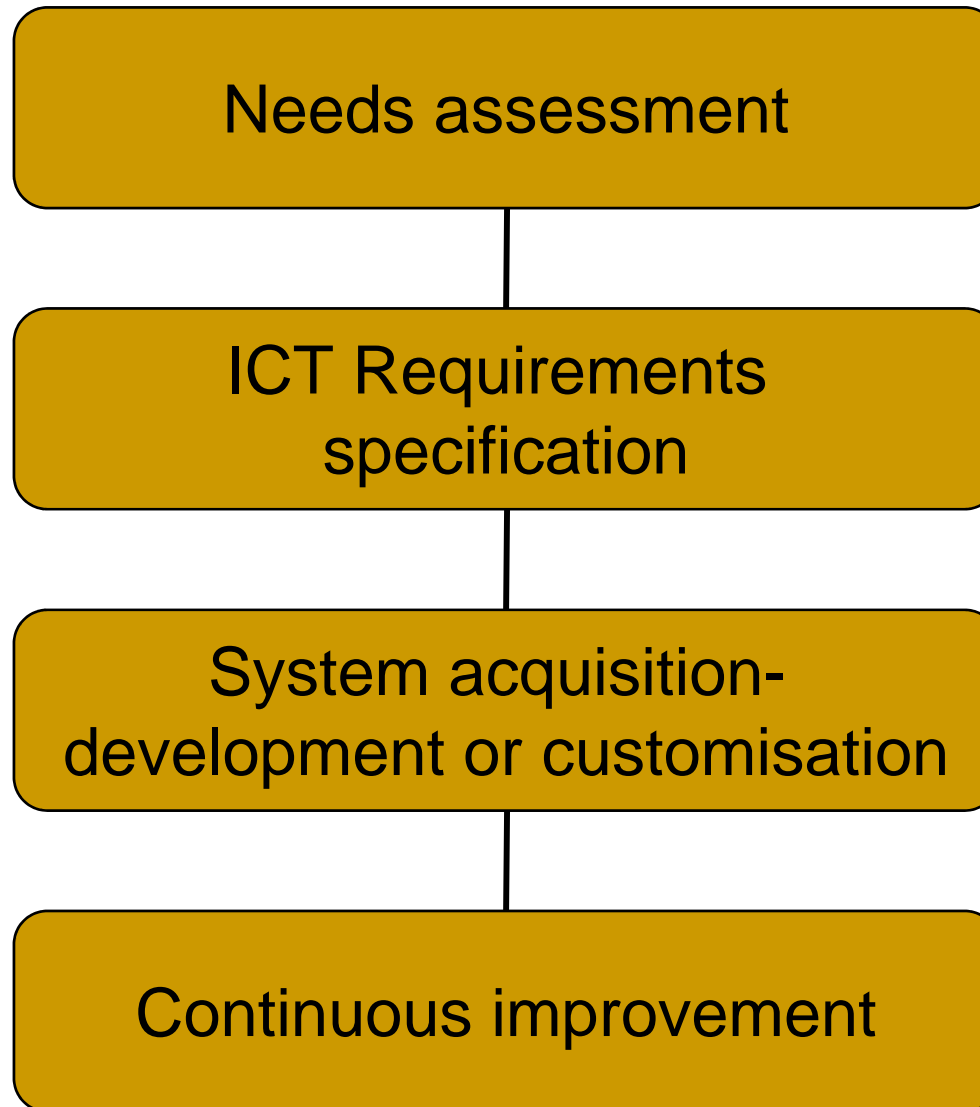 Needs assessment
ICT Requirements
specification
System acquisition-
development or customisation
Continuous improvement